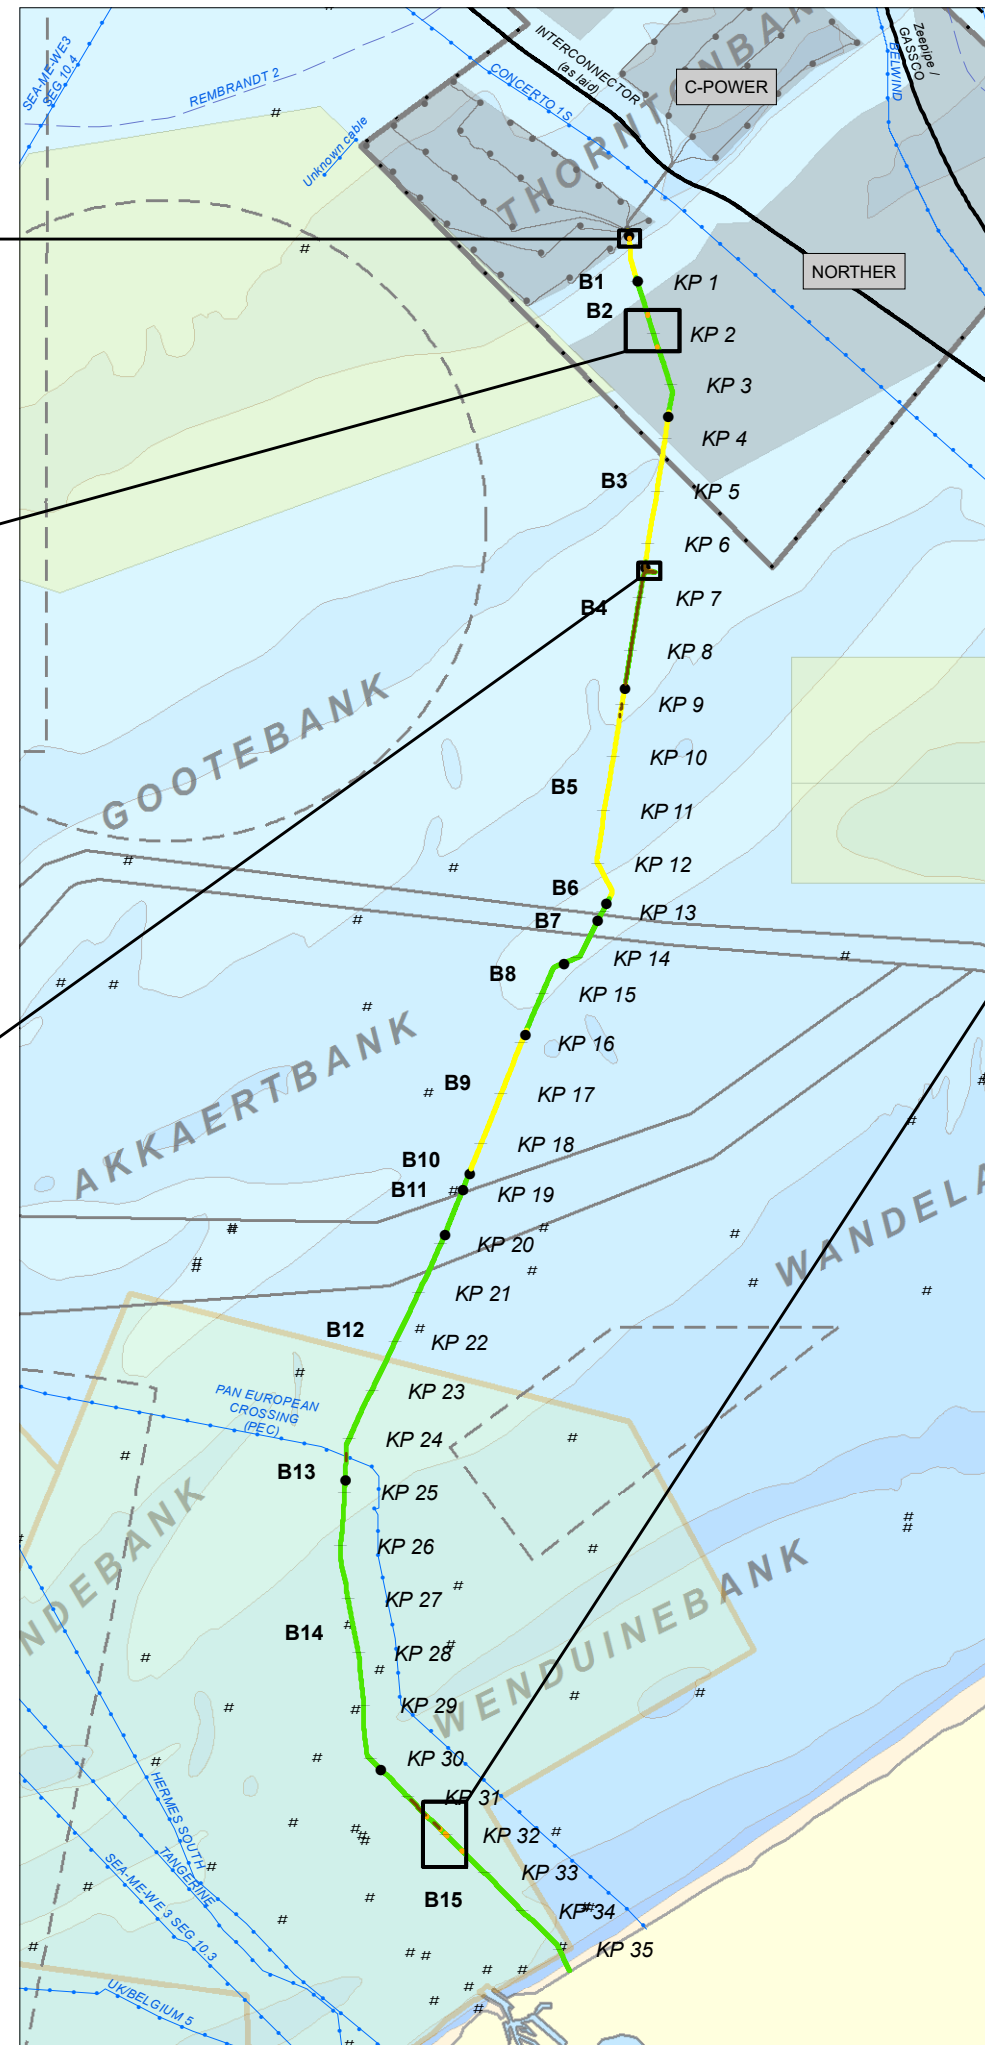 SEA-ME-WE3
SEG 10.4
REMBRANDT 2
Unknown cable
CONCERTO 1S
INTERCONNECTOR
(as laid)
C-POWER
BELWIND
Zeepipe /
GASSCO
THORNTONBAN
NORTHER
B1
KP 1
B2
KP 2
KP 3
KP 4
B3
KP 5
KP 6
B4
KP 7
KP 8
KP 9
GOOTEBANK
KP 10
B5
KP 11
KP 12
B6
KP 13
B7
KP 14
B8
KP 15
KP 16
AKKAERTBANK
B9
KP 17
KP 18
B10
B11
KP 19
KP 20
WANDELA
KP 21
B12
KP 22
KP 23
PAN EUROPEAN
CROSSING
(PEC)
KP 24
B13
KP 25
KP 26
NDEBANK
KP 27
B14
KP 28
WENDUINEBANK
KP 29
KP 30
KP 31
KP 32
KP 33
B15
KP 34
KP 35
HERMES SOUTH
TANGERINE
SEA-ME-WE 3 SEG 10.3
UK/BELGIUM 5